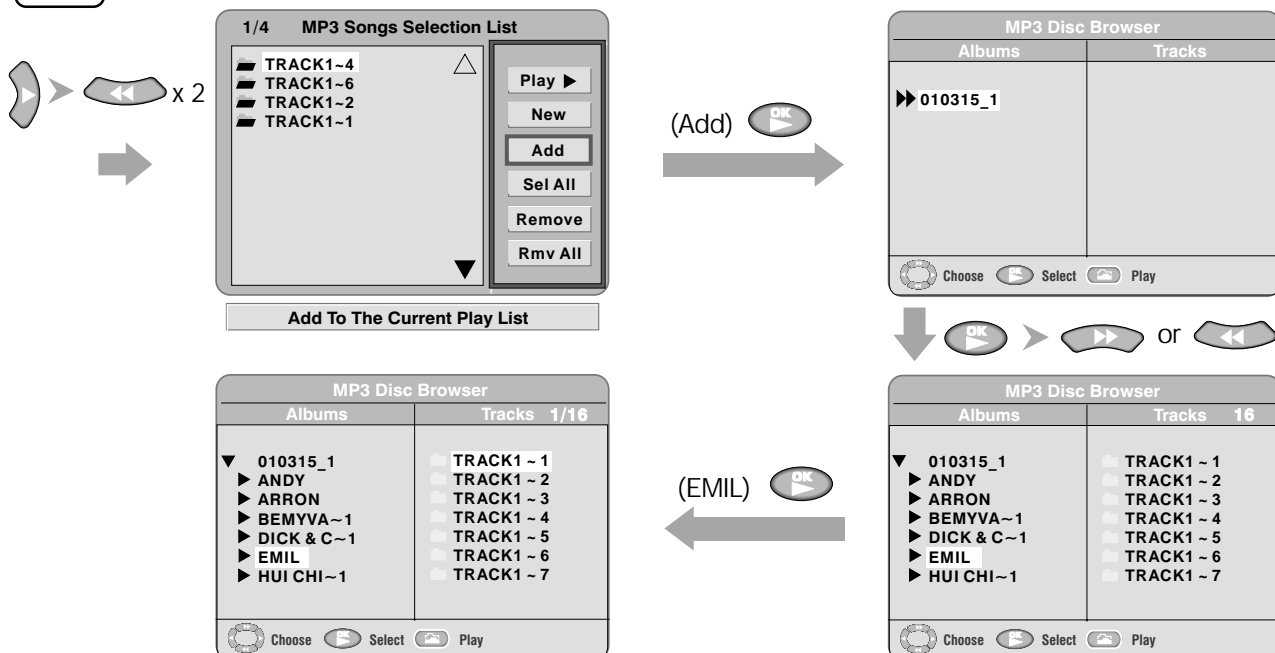 1/4 MP3 Songs Selection List
TRACK1~4
TRACK1~6
TRACK1~2
TRACK1~1
Play
New
Add
Sel All
Remove
Rmv All
Add To The Current Play List
x 2
(Add) OK
MP3 Disc Browser
Albums Tracks
010315_1
Choose OK Select Play
OK or
MP3 Disc Browser
Albums Tracks 16
010315_1 TRACK1 ~ 1
ANDY TRACK1 ~ 2
ARRON TRACK1 ~ 3
BEMYVA~1 TRACK1 ~ 4
DICK & C~1 TRACK1 ~ 5
EMIL TRACK1 ~ 6
HUI CHI~1 TRACK1 ~ 7
Choose OK Select Play
(EMIL) OK
MP3 Disc Browser
Albums Tracks 1/16
010315_1 TRACK1 ~ 1
ANDY TRACK1 ~ 2
ARRON TRACK1 ~ 3
BEMYVA~1 TRACK1 ~ 4
DICK & C~1 TRACK1 ~ 5
EMIL TRACK1 ~ 6
HUI CHI~1 TRACK1 ~ 7
Choose OK Select Play